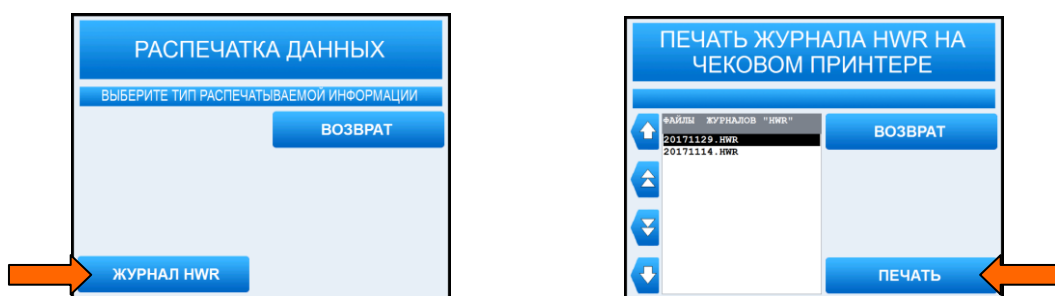 РАСПЕЧАТКА ДАННЫХ
ВЫБЕРИТЕ ТИП РАСПЕЧАТЫВАЕМОЙ ИНФОРМАЦИИ
ВОЗВРАТ
ЖУРНАЛ HWR
ПЕЧАТЬ ЖУРНАЛА HWR НА
ЧЕКОВОМ ПРИНТЕРЕ
ФАЙЛЫ ЖУРНАЛОВ "HWR"
20171129.HWR
20171114.HWR
ВОЗВРАТ
ПЕЧАТЬ